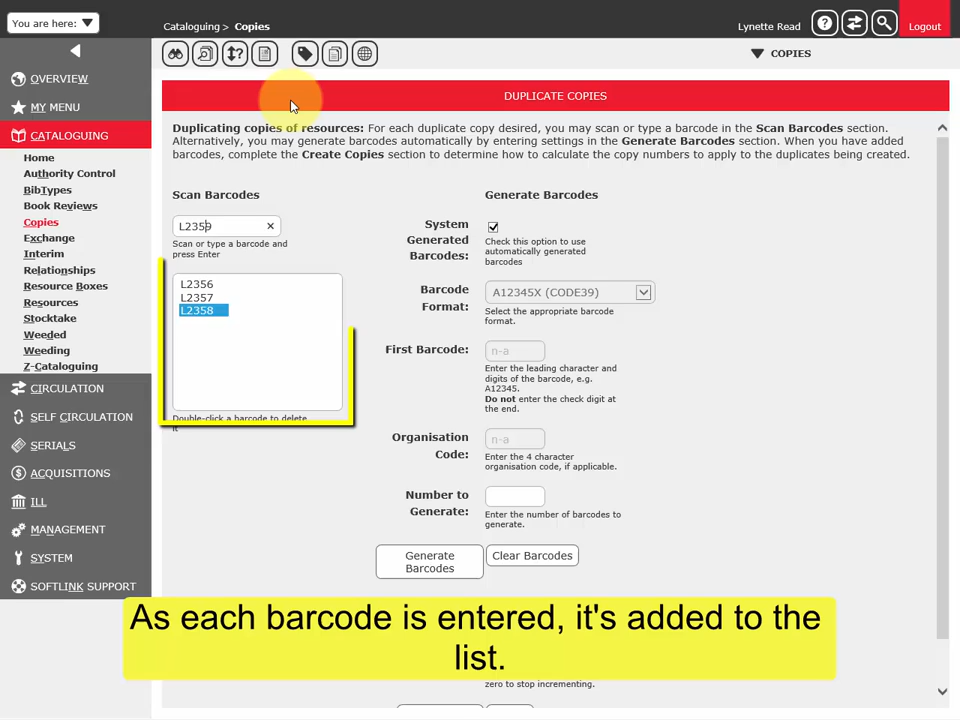 You are here:
Cataloguing > Copies
Lynette Read
Logout
COPIES
OVERVIEW
MY MENU
CATALOGUING
Home
Authority Control
BibTypes
Book Reviews
Copies
Exchange
Interim
Relationships
Resource Boxes
Resources
Stocktake
Weeded
Weeding
Z-Cataloguing
CIRCULATION
SELF CIRCULATION
SERIALS
ACQUISITIONS
ILL
MANAGEMENT
SYSTEM
SOFTLINK SUPPORT
DUPLICATE COPIES
Duplicating copies of resources: For each duplicate copy desired, you may scan or type a barcode in the Scan Barcodes section.
Alternatively, you may generate barcodes automatically by entering settings in the Generate Barcodes section. When you have added
barcodes, complete the Create Copies section to determine how to calculate the copy numbers to apply to the duplicates being created.
Scan Barcodes
L2359
Scan or type a barcode and
press Enter
L2356
L2357
L2358
Double-click a barcode to delete
it
Generate Barcodes
System
Generated
Barcodes:
Check this option to use
automatically generated
barcodes
Barcode
Format:
A12345X (CODE39)
Select the appropriate barcode
format.
First Barcode:
n-a
Enter the leading character and
digits of the barcode, e.g.
A12345.
Do not enter the check digit at
the end.
Organisation
Code:
n-a
Enter the 4 character
organisation code, if applicable.
Number to
Generate:
Enter the number of barcodes to
generate.
Generate
Barcodes
Clear Barcodes
As each barcode is entered, it's added to the
list.
zero to stop incrementing.